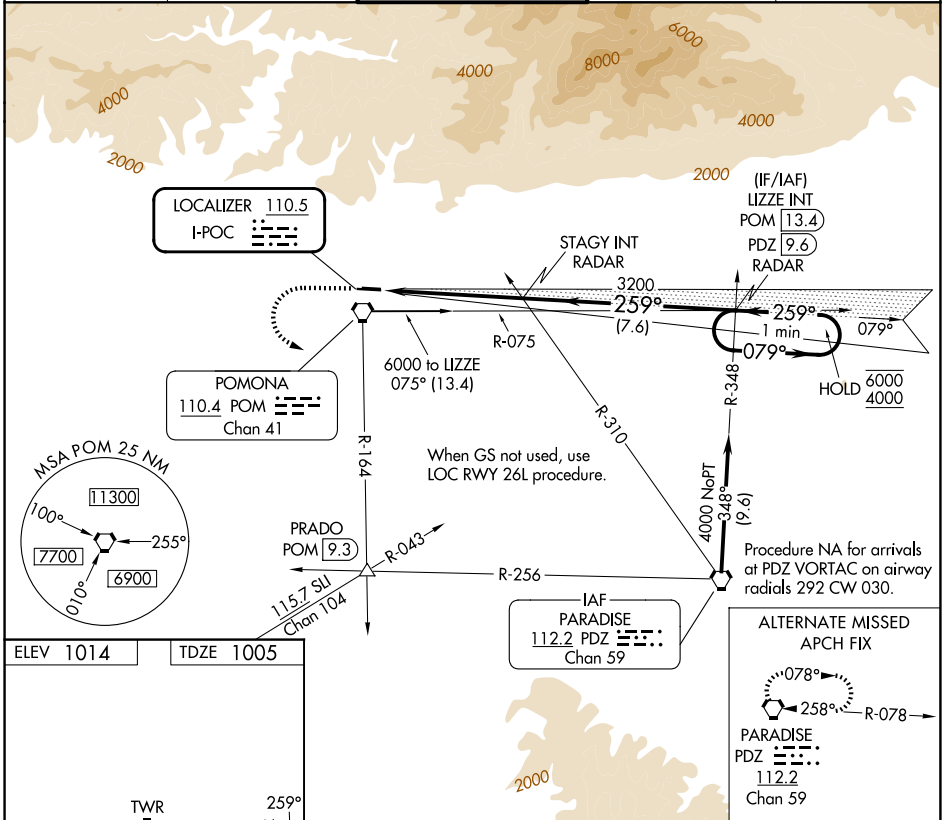 6000
8000
4000
4000
4000
2000
2000
(IF/IAF)
LIZZE INT
POM 13.4
PDZ 9.6
RADAR
LOCALIZER 110.5
I-POC
STAGY INT
RADAR
3200
259°
(7.6)
259°
1 min
079°
079°
R-075
6000 to LIZZE
075° (13.4)
HOLD 6000
4000
R-348
POMONA
110.4 POM
Chan 41
R-310
R-164
When GS not used, use
LOC RWY 26L procedure.
4000 NoPT
348°
(9.6)
MSA POM 25 NM
11300
100°
255°
7700
6900
010°
PRADO
POM 9.3
R-043
R-256
115.7 SLI
Chan 104
Procedure NA for arrivals
at PDZ VORTAC on airway
radials 292 CW 030.
IAF
PARADISE
112.2 PDZ
Chan 59
ALTERNATE MISSED
APCH FIX
078°
258°
R-078
PARADISE
PDZ
112.2
Chan 59
ELEV 1014
TDZE 1005
2000
TWR
259°